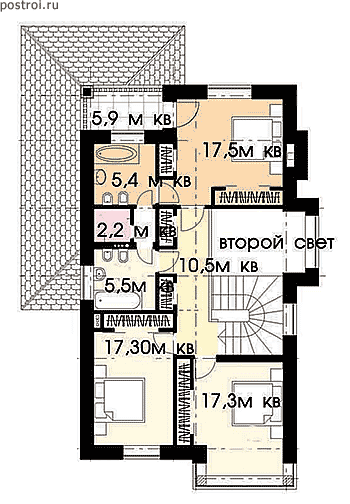 postroi.ru
5,9 м кв
17,5м кв
5,4 м кв
2,2 м кв
второй свет
10,5м кв
5,5м кв
17,30м кв
17,3м кв